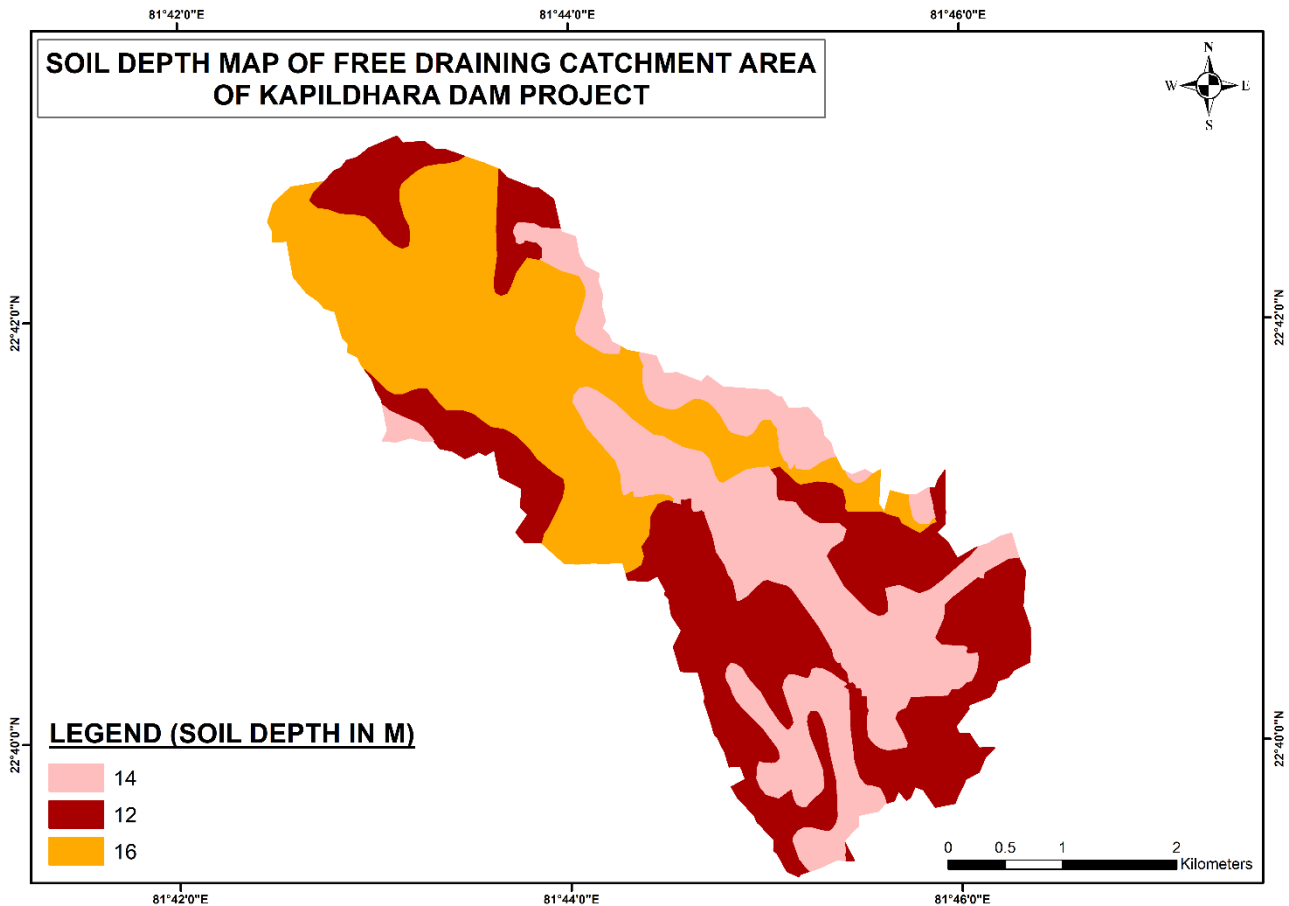 81°42'0"E
81°44'0"E
81°46'0"E
SOIL DEPTH MAP OF FREE DRAINING CATCHMENT AREA
OF KAPILDHARA DAM PROJECT
N
W
E
S
22°42'0"N
22°42'0"N
22°40'0"N
22°40'0"N
LEGEND (SOIL DEPTH IN M)
14
12
16
0
0.5
1
2
Kilometers
81°42'0"E
81°44'0"E
81°46'0"E